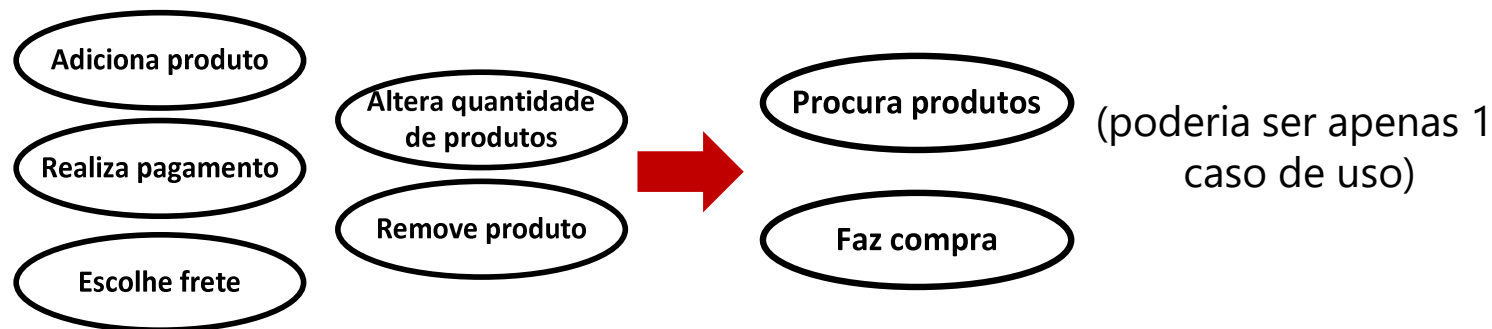 Adiciona produto
Realiza pagamento
Escolhe frete
Altera quantidade
de produtos
Remove produto
Procura produtos
Faz compra
(poderia ser apenas 1
caso de uso)